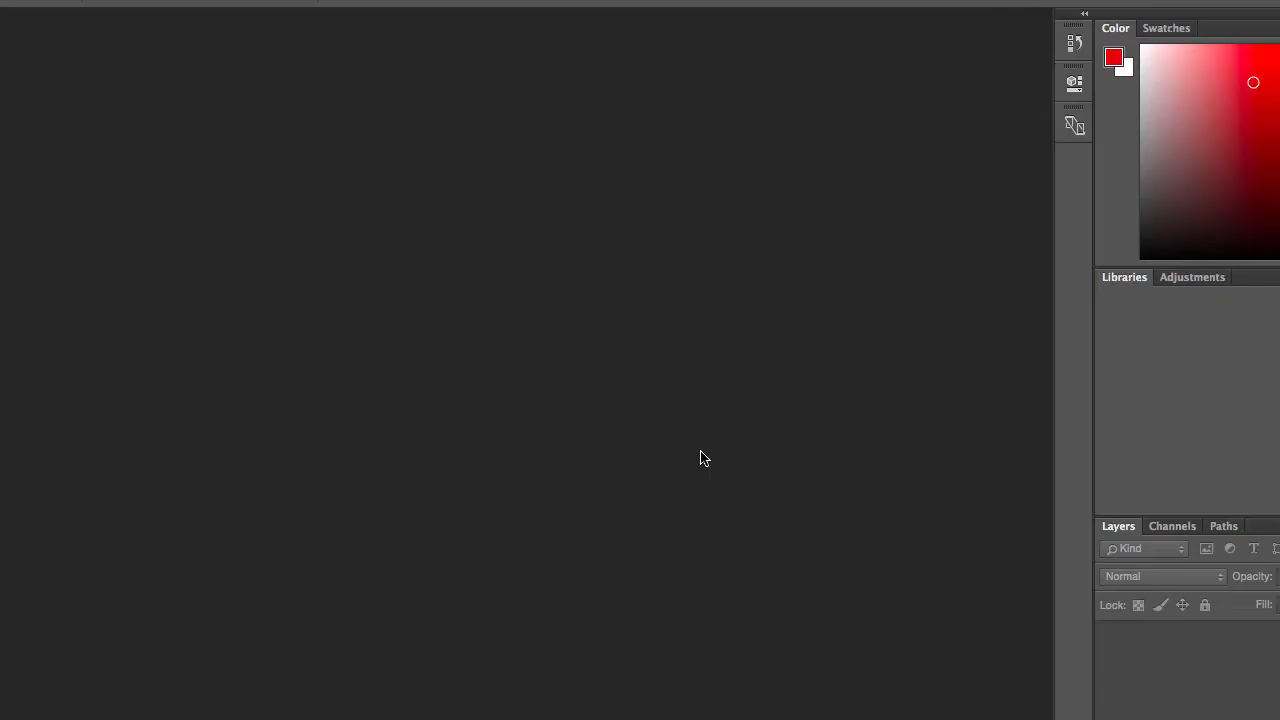 Color Swatches
Libraries Adjustments
Layers Channels Paths
Kind T
Normal Opacity:
Lock: Fill: